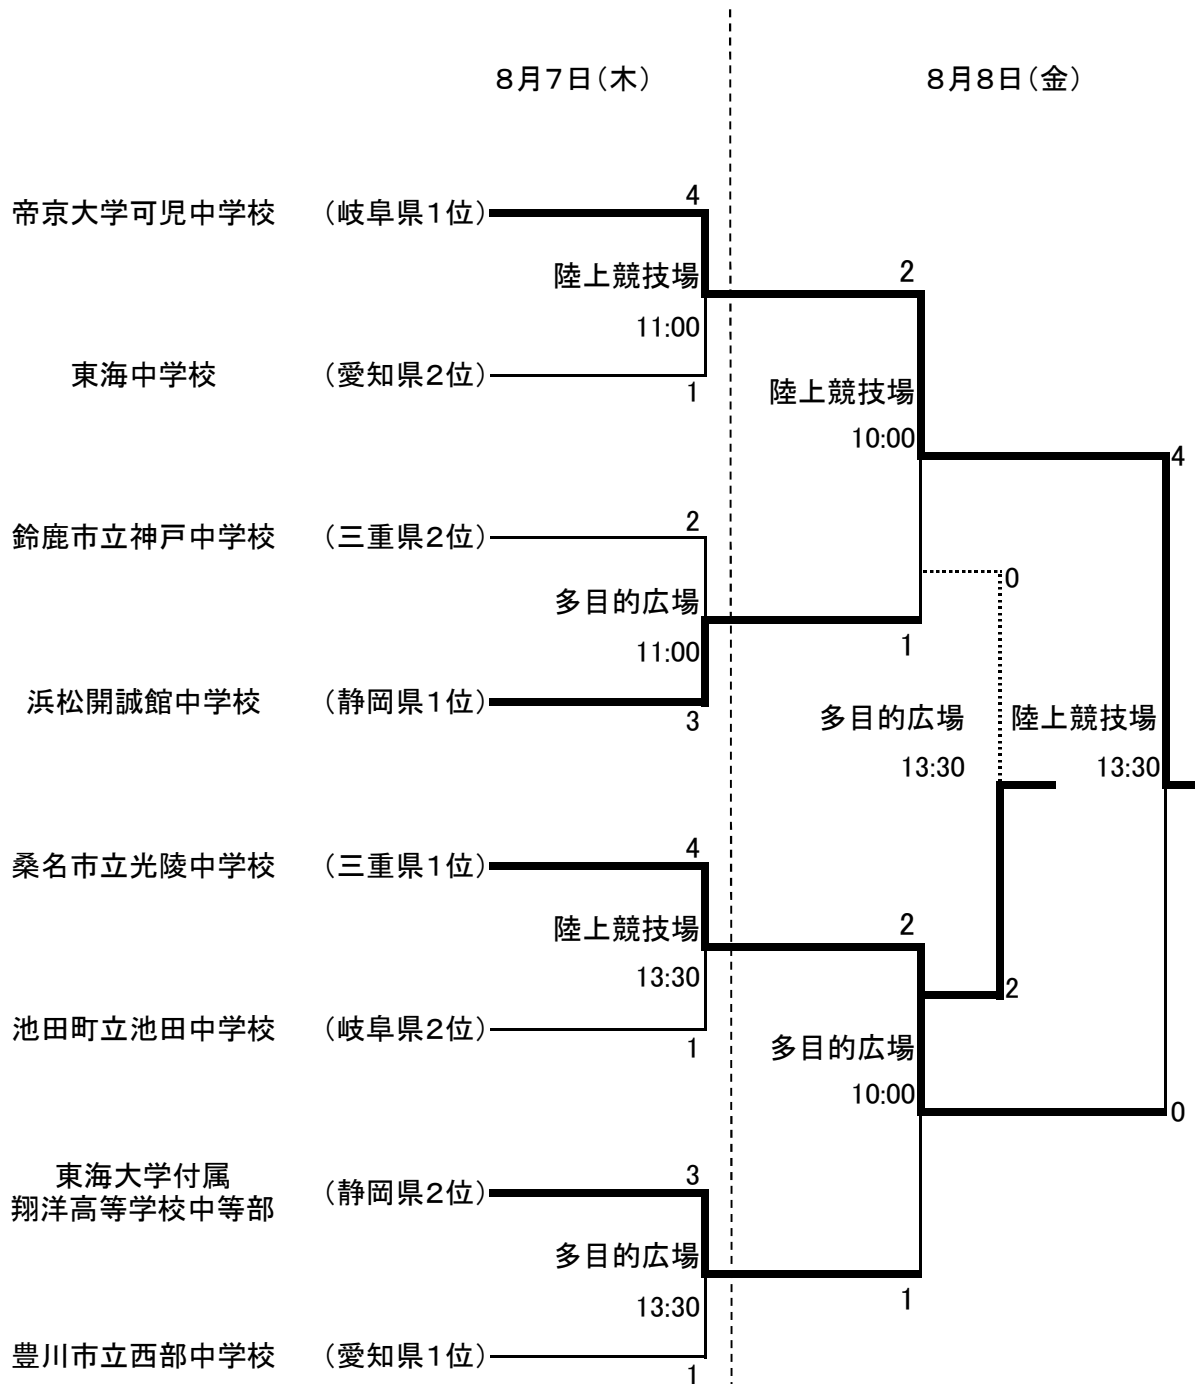 ８月７日（木）
８月８日（金）
4
帝京大学可児中学校
（岐阜県１位）
陸上競技場
2
11:00
東海中学校
（愛知県２位）
1
陸上競技場
10:00
4
2
鈴鹿市立神戸中学校
（三重県２位）
0
多目的広場
11:00
1
浜松開誠館中学校
（静岡県１位）
3
多目的広場
陸上競技場
13:30
13:30
4
桑名市立光陵中学校
（三重県１位）
陸上競技場
2
13:30
2
池田町立池田中学校
（岐阜県２位）
1
多目的広場
10:00
0
東海大学付属
翔洋高等学校中等部
（静岡県２位）
3
多目的広場
13:30
1
豊川市立西部中学校
（愛知県１位）
1